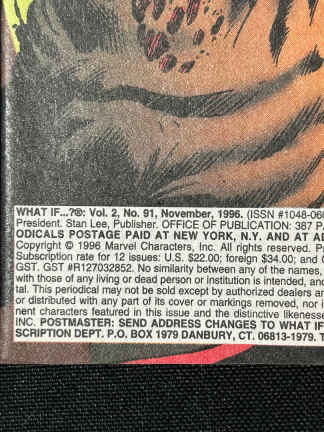 WHAT IF...?®: Vol. 2, No. 91, November, 1996. (ISSN #1048-06
President. Stan Lee, Publisher. OFFICE OF PUBLICATION: 387 P
ODICALS POSTAGE PAID AT NEW YORK, N.Y. AND AT
Copyright © 1996 Marvel Characters, Inc. All rights reserved.
Subscription rate for 12 issues: U.S. $22.00; foreign $34.00; and
GST. GST #R127032852. No similarity between any of the names,
with those of any living or dead person or institution is intended, and
tal. This periodical may not be sold except by authorized dealers
or distributed with any part of its cover or markings removed, nor
nent characters featured in this issue and the distinctive
INC. POSTMASTER: SEND ADDRESS CHANGES TO WHAT IF
SCRIPTION DEPT. P.O. BOX 1979 DANBURY, CT. 06813-1979.